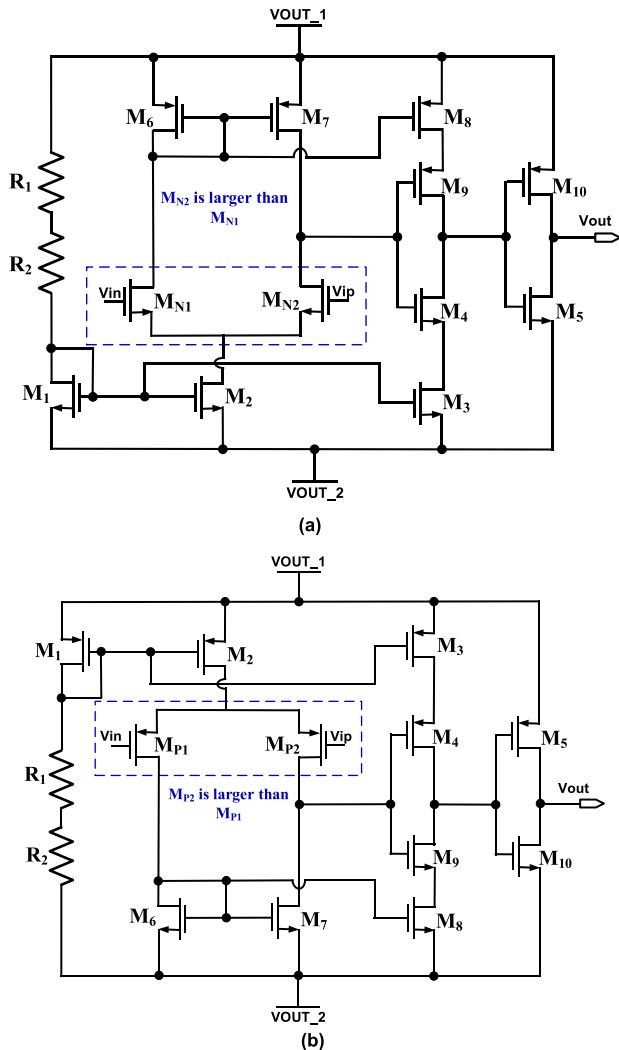 VOUT_1
M6
M7
M8
R1
M9
M10
MN2 is larger than
MN1
Vout
R2
Vin
MN1
MN2
Vip
M4
M5
M1
M2
M3
VOUT_2
(a)
VOUT_1
M1
M2
M3
Vin
MP1
MP2
Vip
M4
M5
R1
MP2 is larger than
MP1
Vout
R2
M9
M10
M6
M7
M8
VOUT_2
(b)